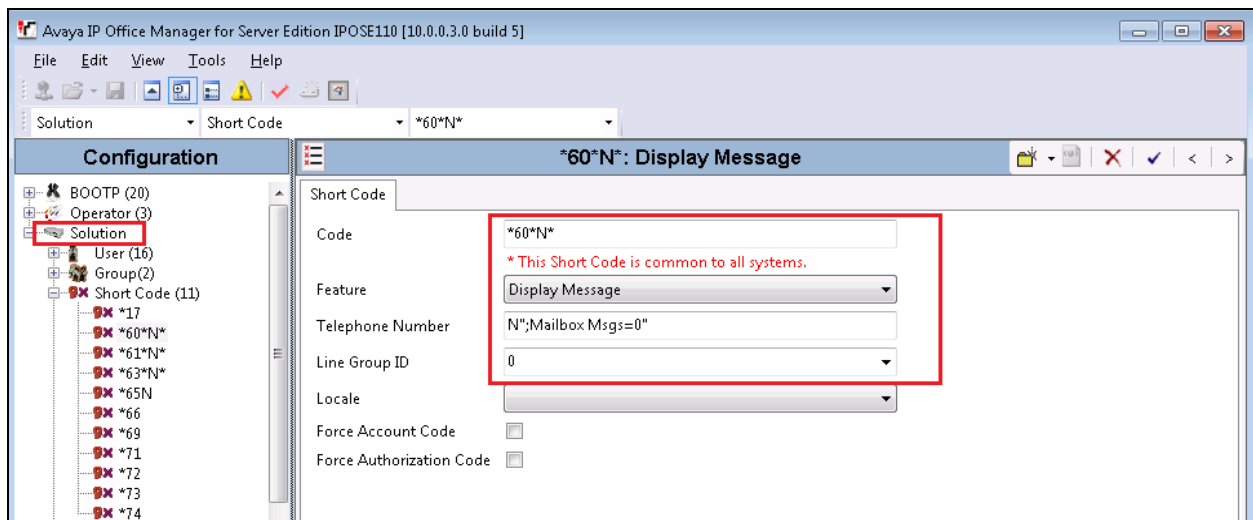 Avaya IP Office Manager for Server Edition IPOSE110 [10.0.0.3.0 build 5]
File Edit View Tools Help
Solution Short Code *60*N*
Configuration
*60*N*: Display Message
BOOTP (20)
Operator (3)
Solution
User (16)
Group(2)
Short Code (11)
*17
*60*N*
*61*N*
*63*N*
*65N
*66
*69
*71
*72
*73
*74
Short Code
Code *60*N*
* This Short Code is common to all systems.
Feature Display Message
Telephone Number N";Mailbox Msgs=0"
Line Group ID 0
Locale
Force Account Code
Force Authorization Code